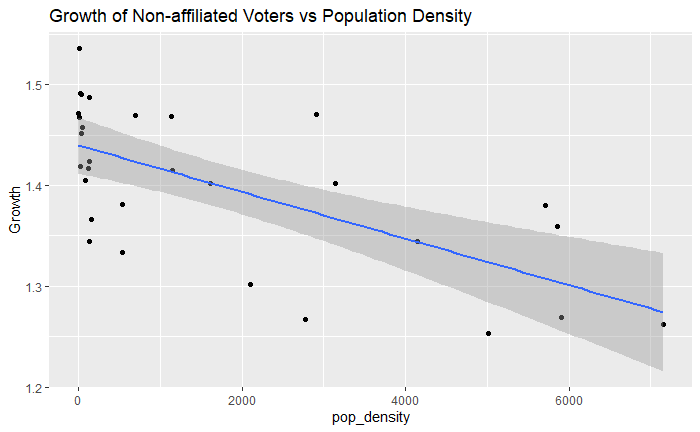 Growth of Non-affiliated Voters vs Population Density
1.5
1.4
1.3
1.2
Growth
0
2000
4000
6000
pop_density